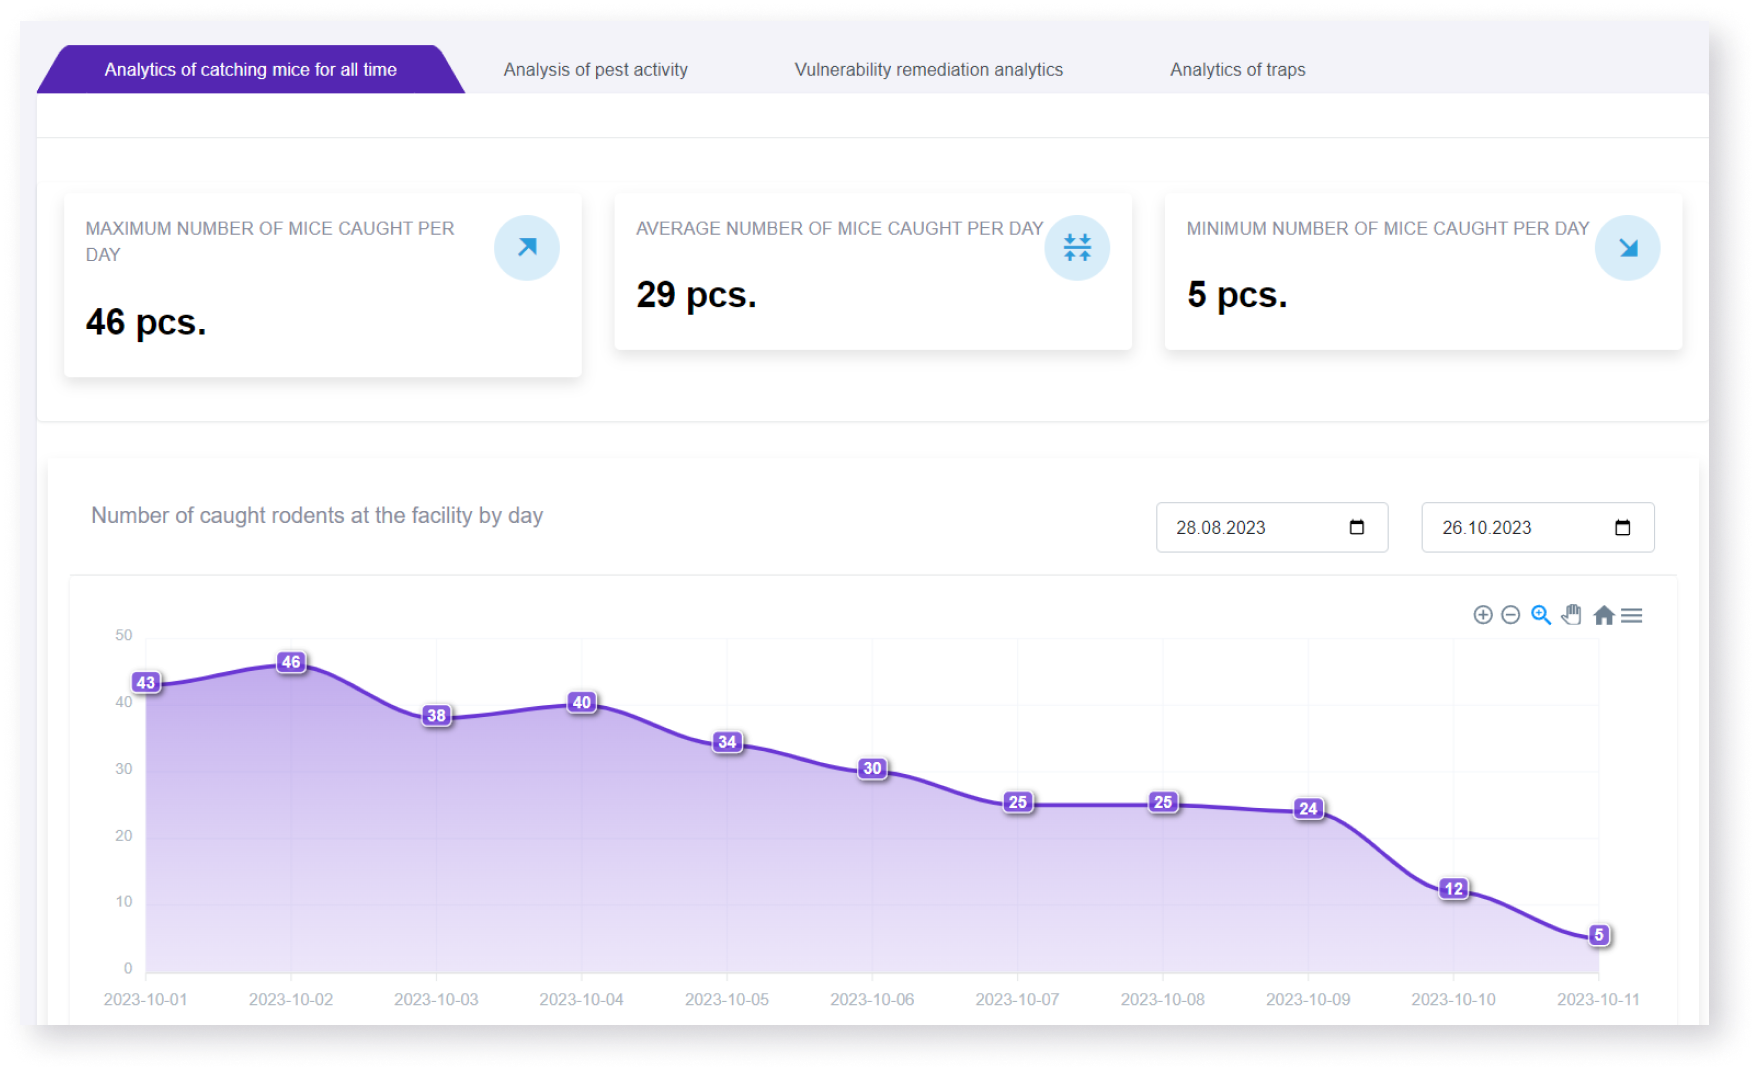 Analytics of catching mice for all time
Analysis of pest activity
Vulnerability remediation analytics
Analytics of traps
MAXIMUM NUMBER OF MICE CAUGHT PER
DAY
46 pcs.
AVERAGE NUMBER OF MICE CAUGHT PER DAY
29 pcs.
MINIMUM NUMBER OF MICE CAUGHT PER DAY
5 pcs.
Number of caught rodents at the facility by day
28.08.2023
26.10.2023
50
40
30
20
10
0
43
46
38
40
34
30
25
25
24
12
5
2023-10-01
2023-10-02
2023-10-03
2023-10-04
2023-10-05
2023-10-06
2023-10-07
2023-10-08
2023-10-09
2023-10-10
2023-10-11